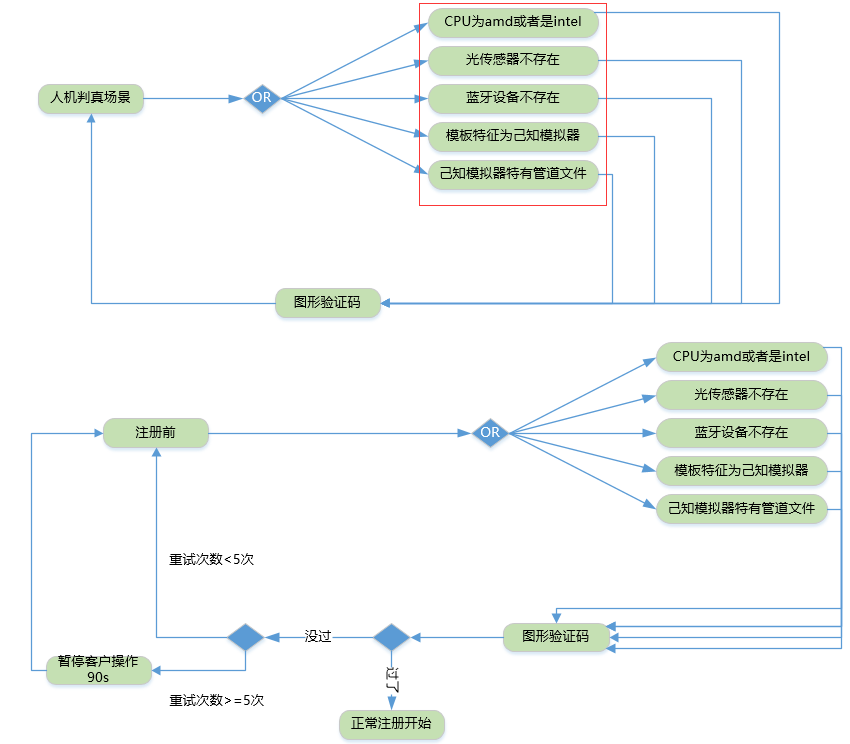 CPU为amd或者是intel
光传感器不存在
人机判真场景
OR
蓝牙设备不存在
模板特征为己知模拟器
己知模拟器特有管道文件
图形验证码
CPU为amd或者是intel
光传感器不存在
注册前
OR
蓝牙设备不存在
模板特征为己知模拟器
己知模拟器特有管道文件
重试次数<5次
没过
图形验证码
暂停客户操作
90s
过了
重试次数>=5次
正常注册开始